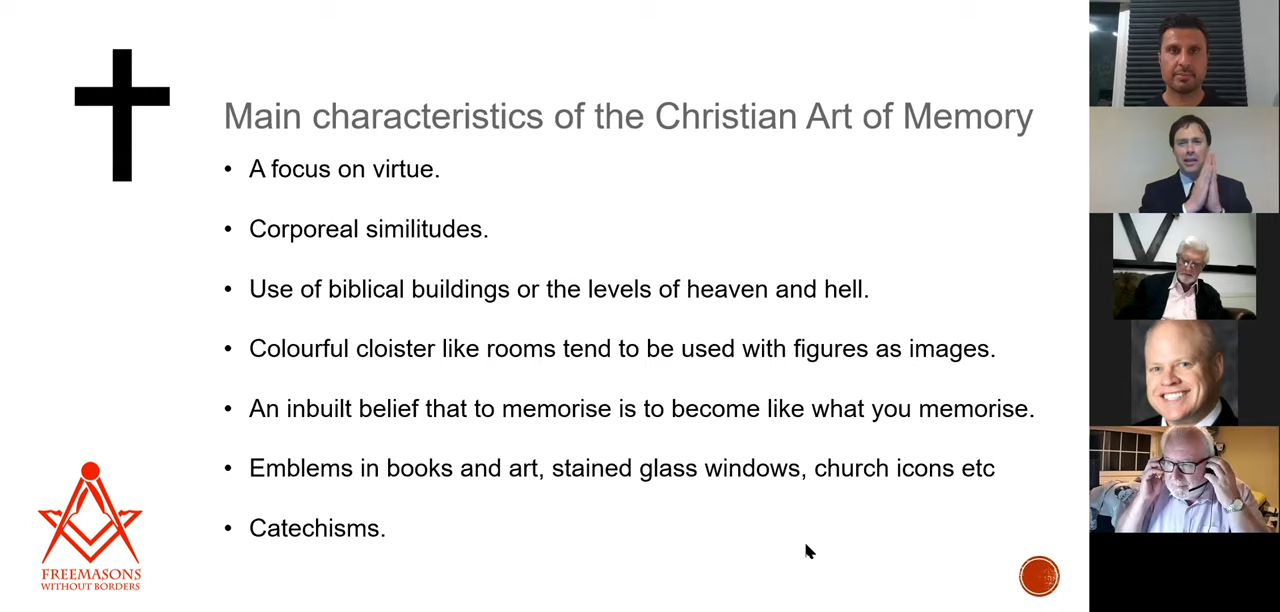 Main characteristics of the Christian Art of Memory
• A focus on virtue.
• Corporeal similitudes.
• Use of biblical buildings or the levels of heaven and hell.
• Colourful cloister like rooms tend to be used with figures as images.
• An inbuilt belief that to memorise is to become like what you memorise.
• Emblems in books and art, stained glass windows, church icons etc
• Catechisms.
FREEMASONS
WITHOUT BORDERS